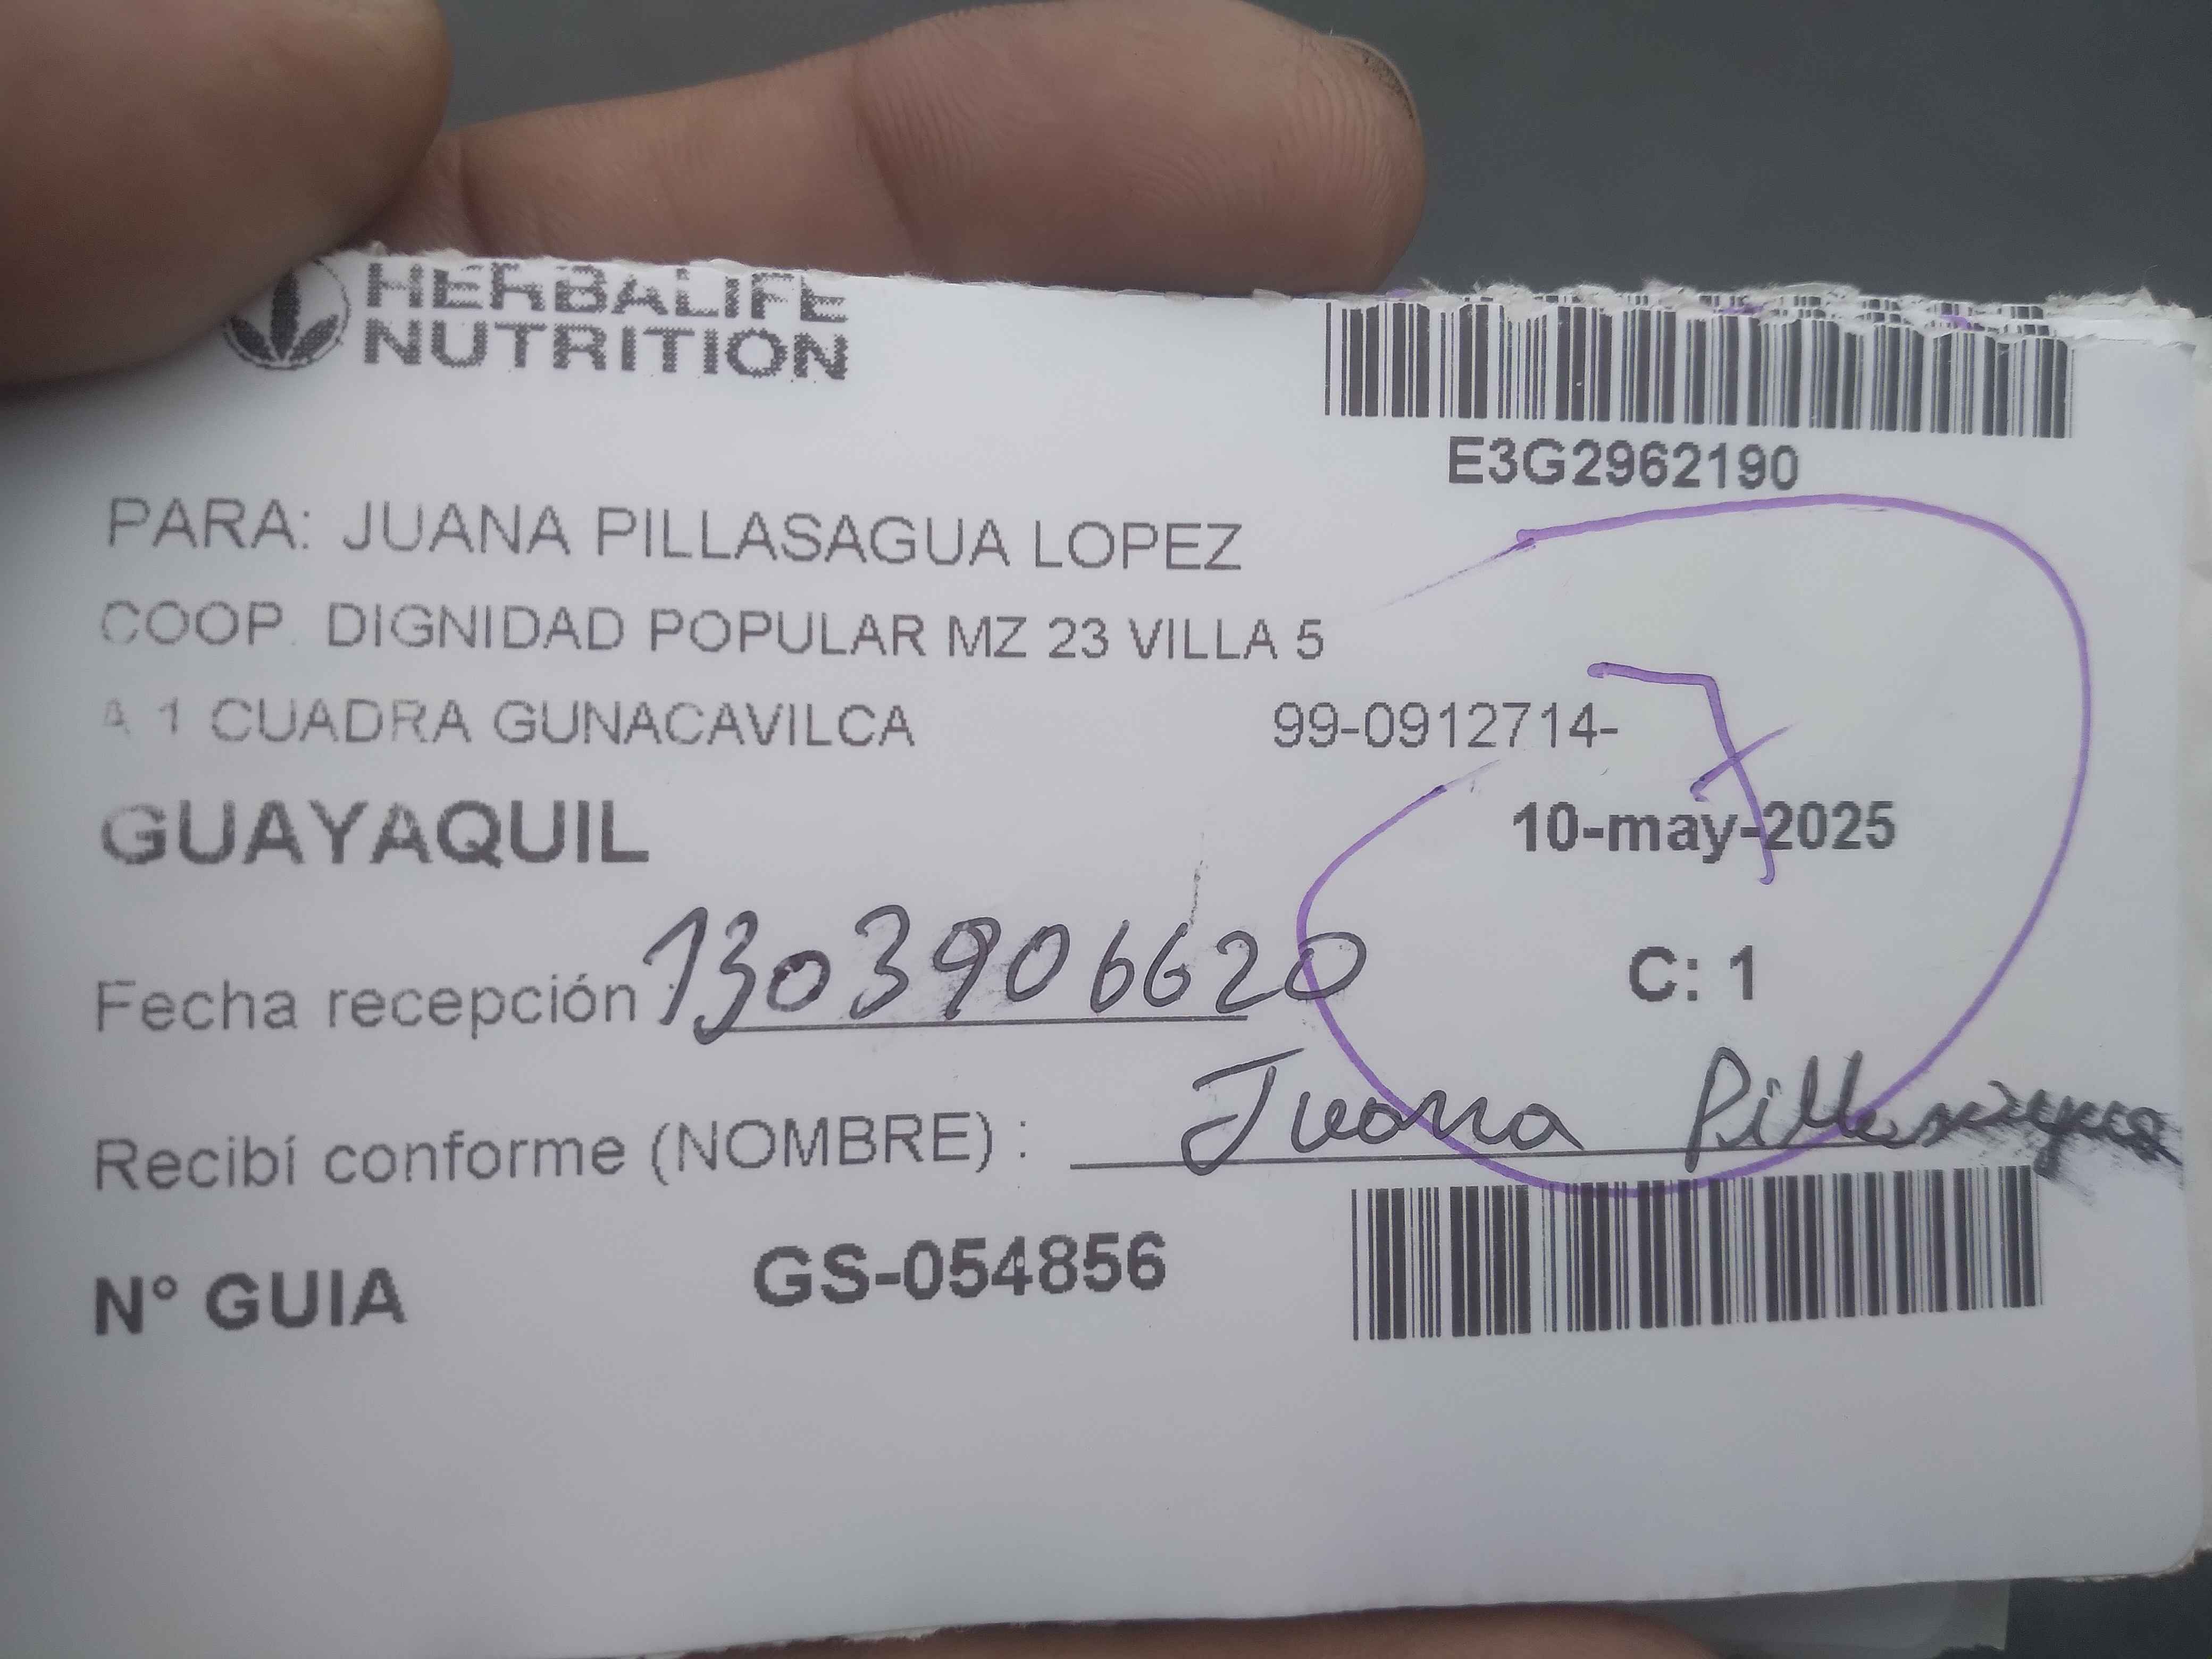 HERBALIFE
NUTRITION
E3G2962190
PARA: JUANA PILLASAGUA LOPEZ
COOP. DIGNIDAD POPULAR MZ 23 VILLA 5
A 1 CUADRA GUNACAVILCA 99-0912714-
7
GUAYAQUIL 10-may-2025
Fecha recepción: 1303906620 C: 1
Recibí conforme (NOMBRE) : Juana Pillasagua
N° GUIA GS-054856